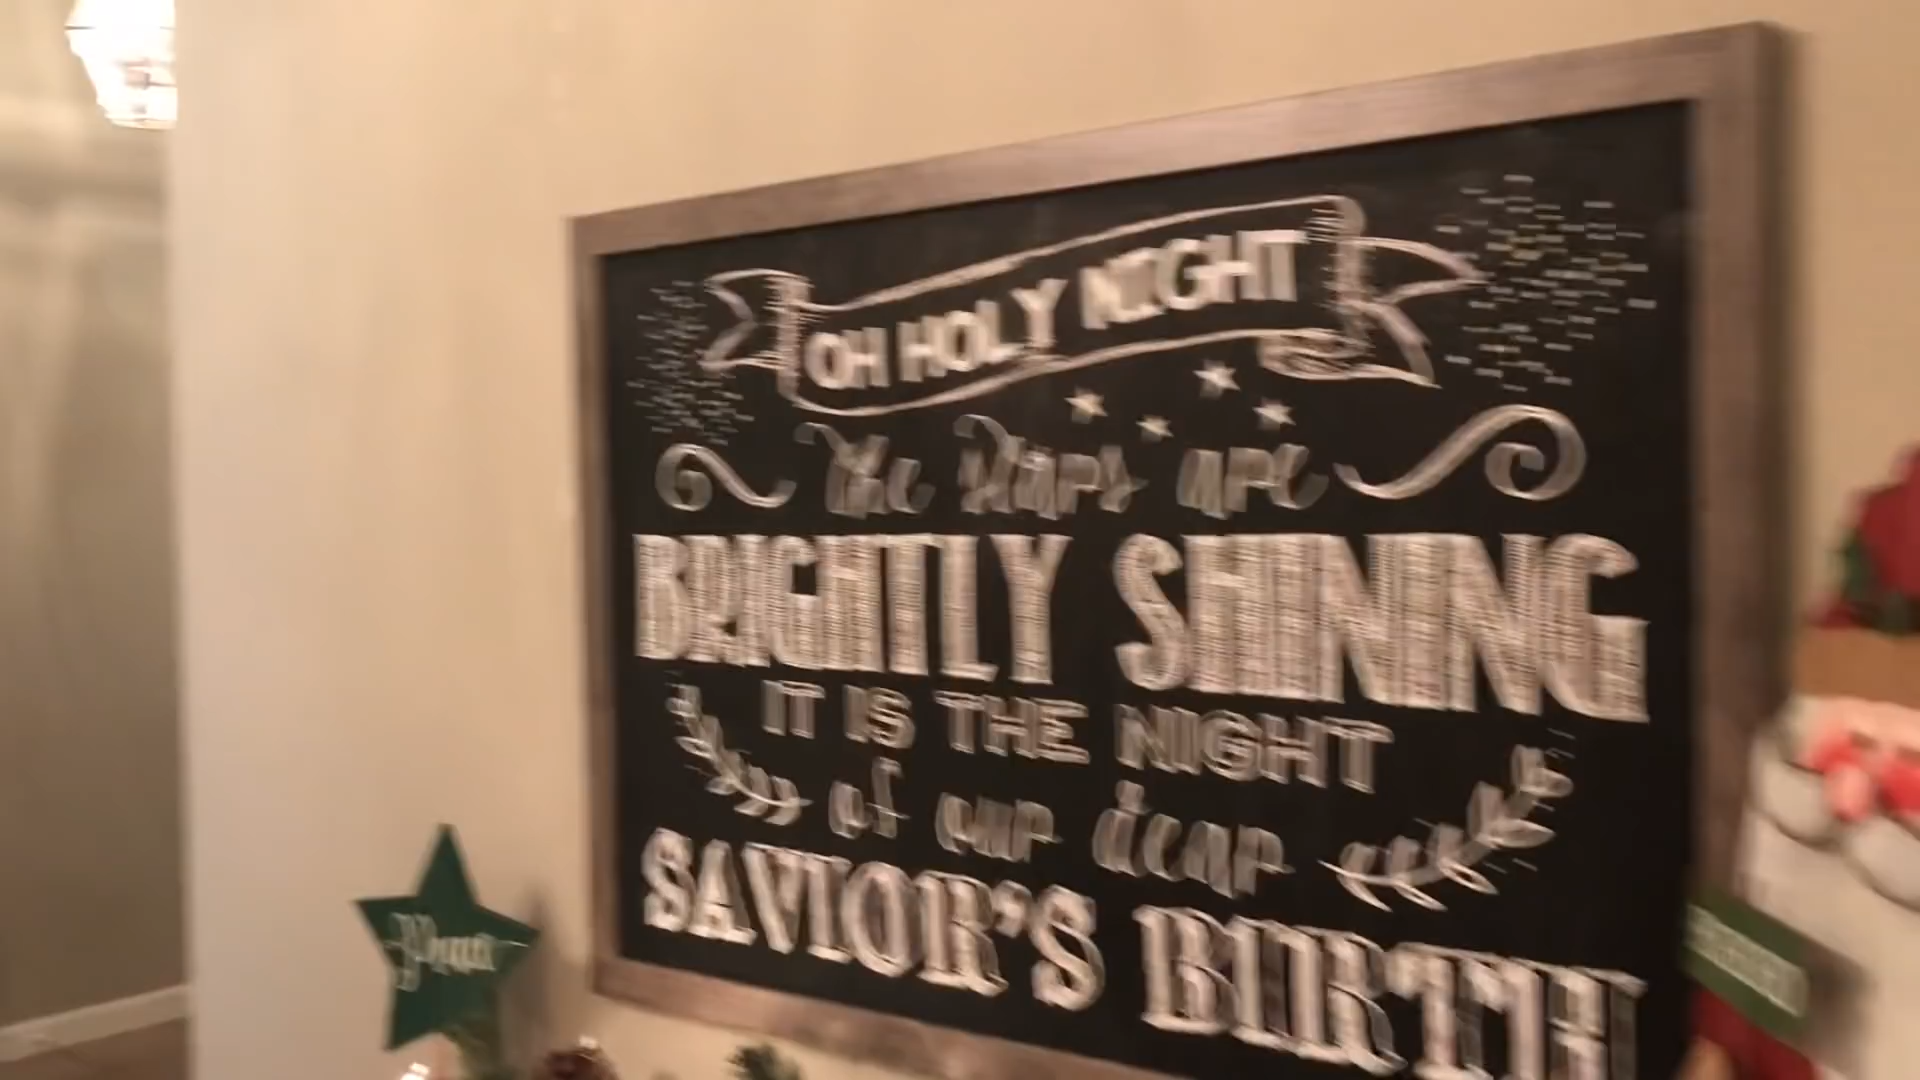 OH HOLY NIGHT
The Stars are
BRIGHTLY SHINING
IT IS THE NIGHT
of our dear
SAVIOR'S BIRTH